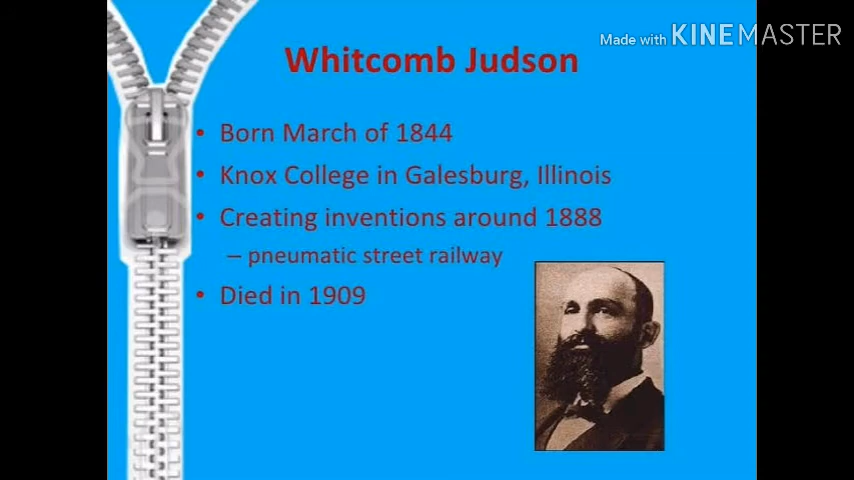 Made with KINEMASTER
Whitcomb Judson
• Born March of 1844
• Knox College in Galesburg, Illinois
• Creating inventions around 1888
– pneumatic street railway
• Died in 1909